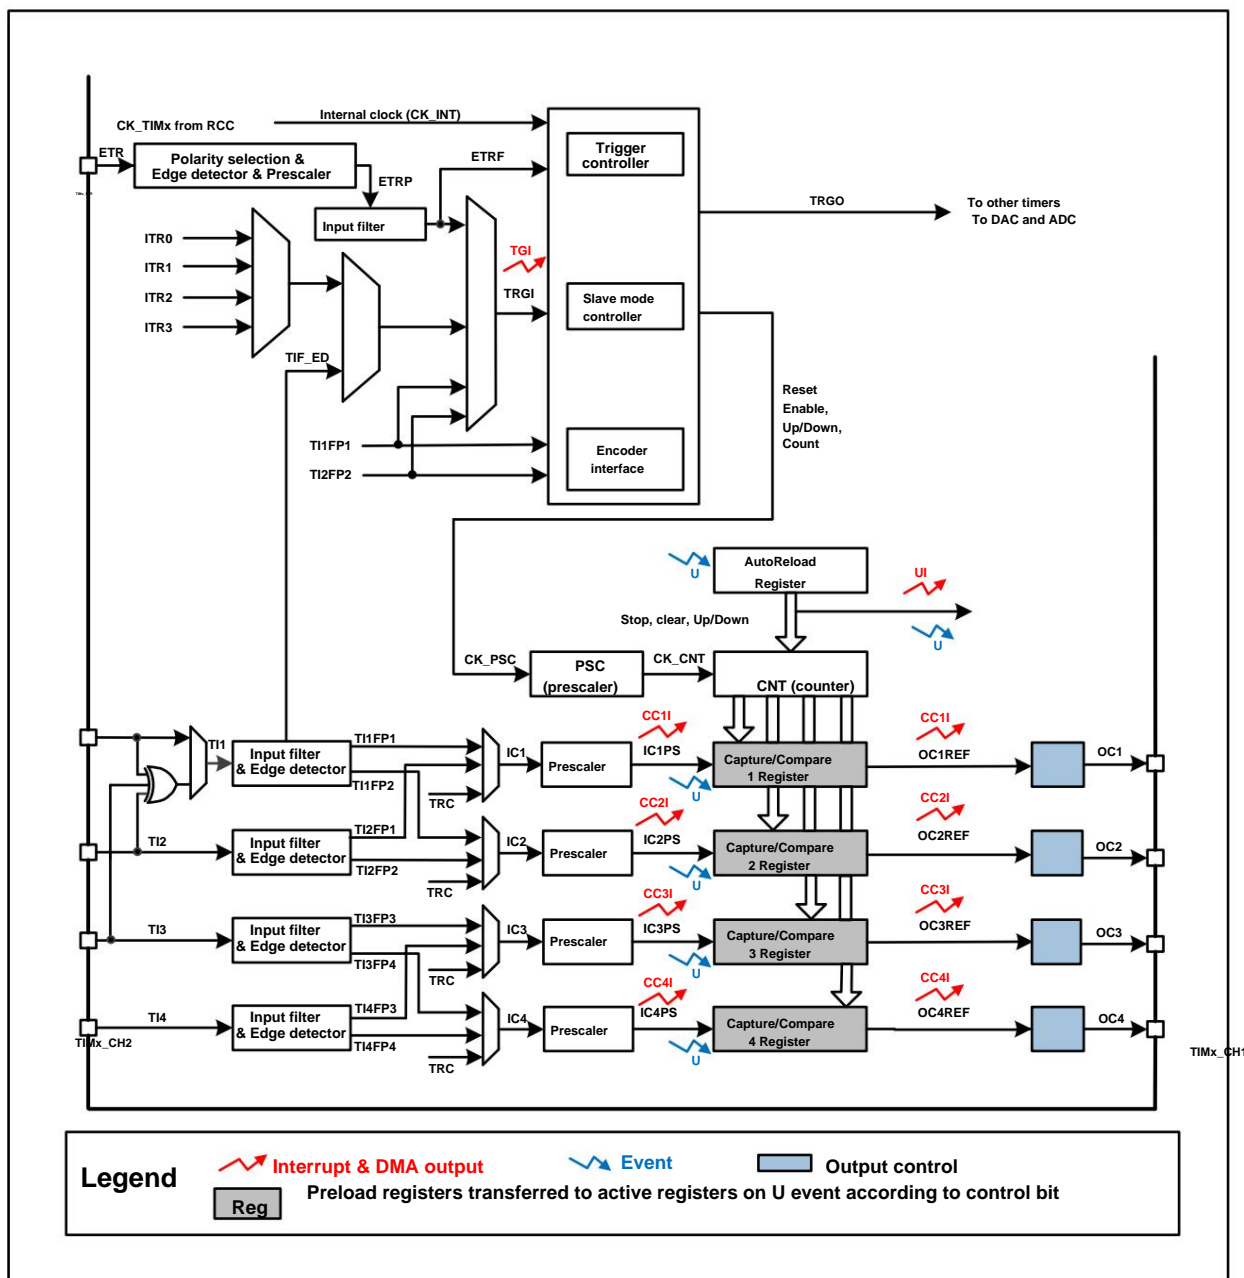 Internal clock (CK_INT)
CK_TIMx from RCC
ETR
Polarity selection &
Edge detector & Prescaler
ETRP
ETRF
Input filter
Trigger
controller
TRGO
To other timers
To DAC and ADC
ITR0
ITR1
ITR2
ITR3
TGI
TRGI
Slave mode
controller
TIF_ED
TI1FP1
TI2FP2
Encoder
interface
Reset
Enable,
Up/Down,
Count
U
AutoReload
Register
UI
U
Stop, clear, Up/Down
CK_PSC
PSC
(prescaler)
CK_CNT
CNT (counter)
TI1
Input filter
& Edge detector
TI1FP1
TI1FP2
TRC
IC1
Prescaler
CC1I
IC1PS
U
Capture/Compare
1 Register
CC1I
OC1REF
OC1
TI2
Input filter
& Edge detector
TI2FP1
TI2FP2
TRC
IC2
Prescaler
CC2I
IC2PS
U
Capture/Compare
2 Register
CC2I
OC2REF
OC2
TI3
Input filter
& Edge detector
TI3FP3
TI3FP4
TRC
IC3
Prescaler
CC3I
IC3PS
U
Capture/Compare
3 Register
CC3I
OC3REF
OC3
TI4
Input filter
& Edge detector
TI4FP3
TI4FP4
TRC
IC4
Prescaler
CC4I
IC4PS
U
Capture/Compare
4 Register
CC4I
OC4REF
OC4
TIMx_CH2
TIMx_CH1
Legend
Interrupt & DMA output
Event
Output control
Reg
Preload registers transferred to active registers on U event according to control bit